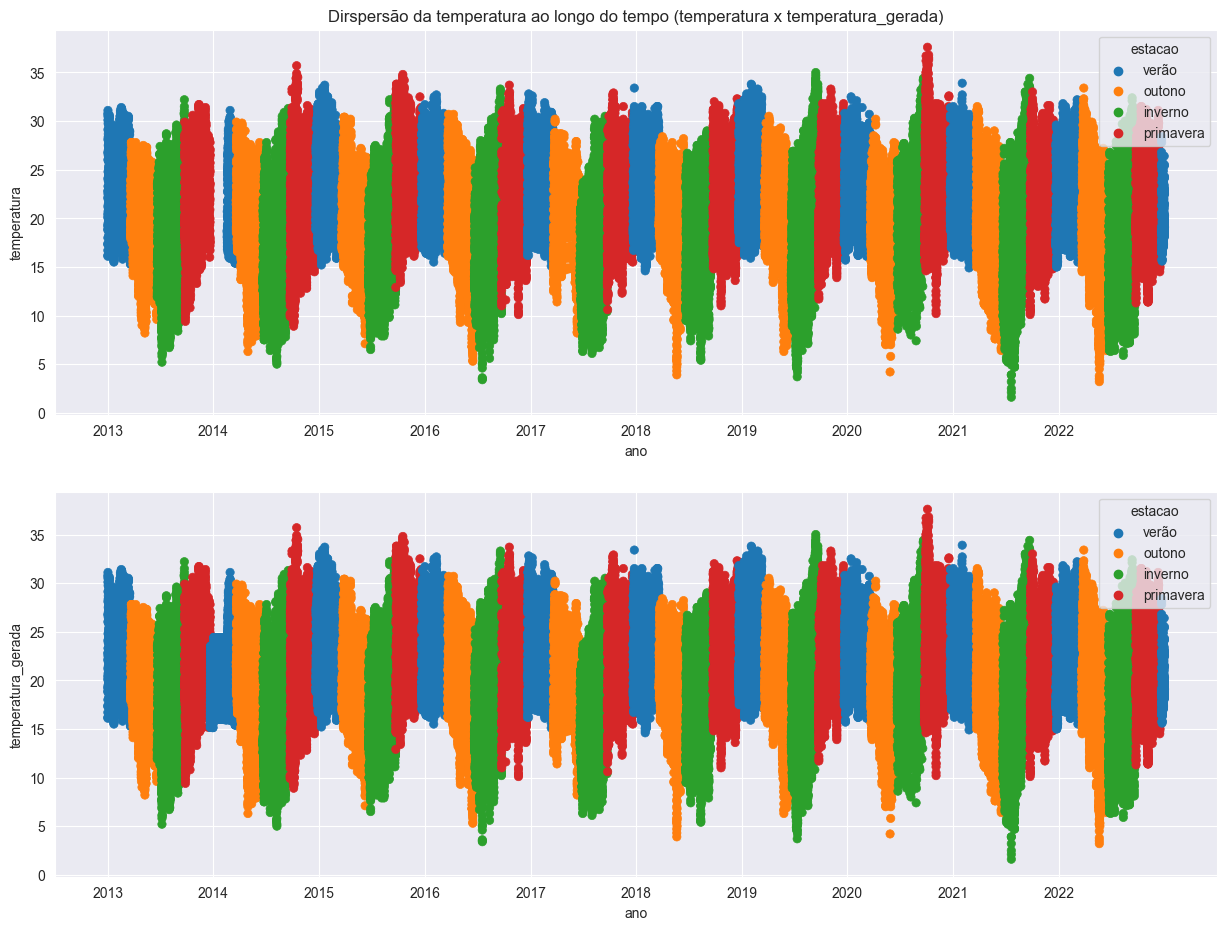 Dirspersão da temperatura ao longo do tempo (temperatura x temperatura_gerada)
estacao
verão
outono
inverno
primavera
35
30
25
20
15
10
5
0
temperatura
2013 2014 2015 2016 2017 2018 2019 2020 2021 2022
ano
estacao
verão
outono
inverno
primavera
35
30
25
20
15
10
5
0
temperatura_gerada
2013 2014 2015 2016 2017 2018 2019 2020 2021 2022
ano